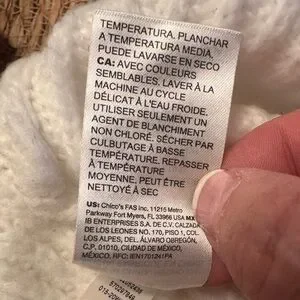 TEMPERATURA. PLANCHAR
A TEMPERATURA MEDIA.
PUEDE LAVARSE EN SECO
CA: AVEC COULEURS
SEMBLABLES, LAVER À LA
MACHINE AU CYCLE
DÉLICAT À L'EAU FROIDE.
UTILISER SEULEMENT UN
AGENT DE BLANCHIMENT
NON CHLORÉ. SÉCHER PAR
CULBUTAGE À BASSE
TEMPÉRATURE. REPASSER
À TEMPÉRATURE
MOYENNE, PEUT ÊTRE
NETTOYÉ À SEC
US: Chico's FAS Inc. 11215 Metro
Parkway Fort Myers, FL 33966 USA MX:
IB ENTERPRISES S.A. DE C.V. CALZADA
DE LOS LEONES NO. 170, PISO 1, COL.
LOS ALPES, DEL. ÁLVARO OBREGÓN,
C.P. 01010, CIUDAD DE MÉXICO,
MÉXICO. RFC: IEN1701241PA
570267849